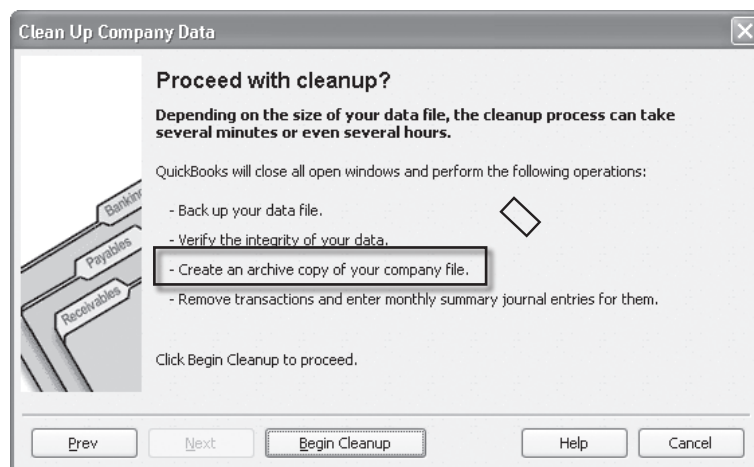 Clean Up Company Data
Proceed with cleanup?
Depending on the size of your data file, the cleanup process can take
several minutes or even several hours.
QuickBooks will close all open windows and perform the following operations:
- Back up your data file.
- Verify the integrity of your data.
- Create an archive copy of your company file.
- Remove transactions and enter monthly summary journal entries for them.
Click Begin Cleanup to proceed.
Banking
Payables
Receivables
Prev
Next
Begin Cleanup
Help
Cancel